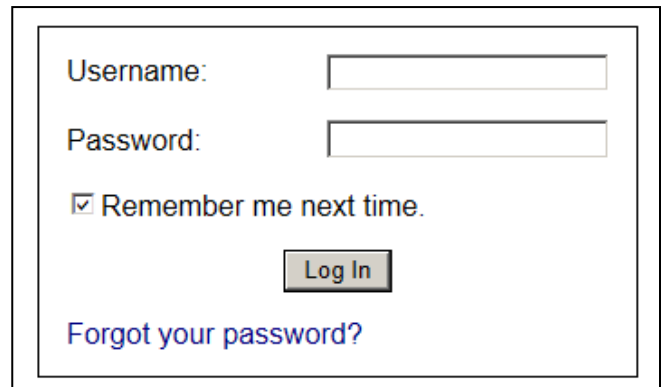 Username:
Password:
Remember me next time.
Log In
Forgot your password?